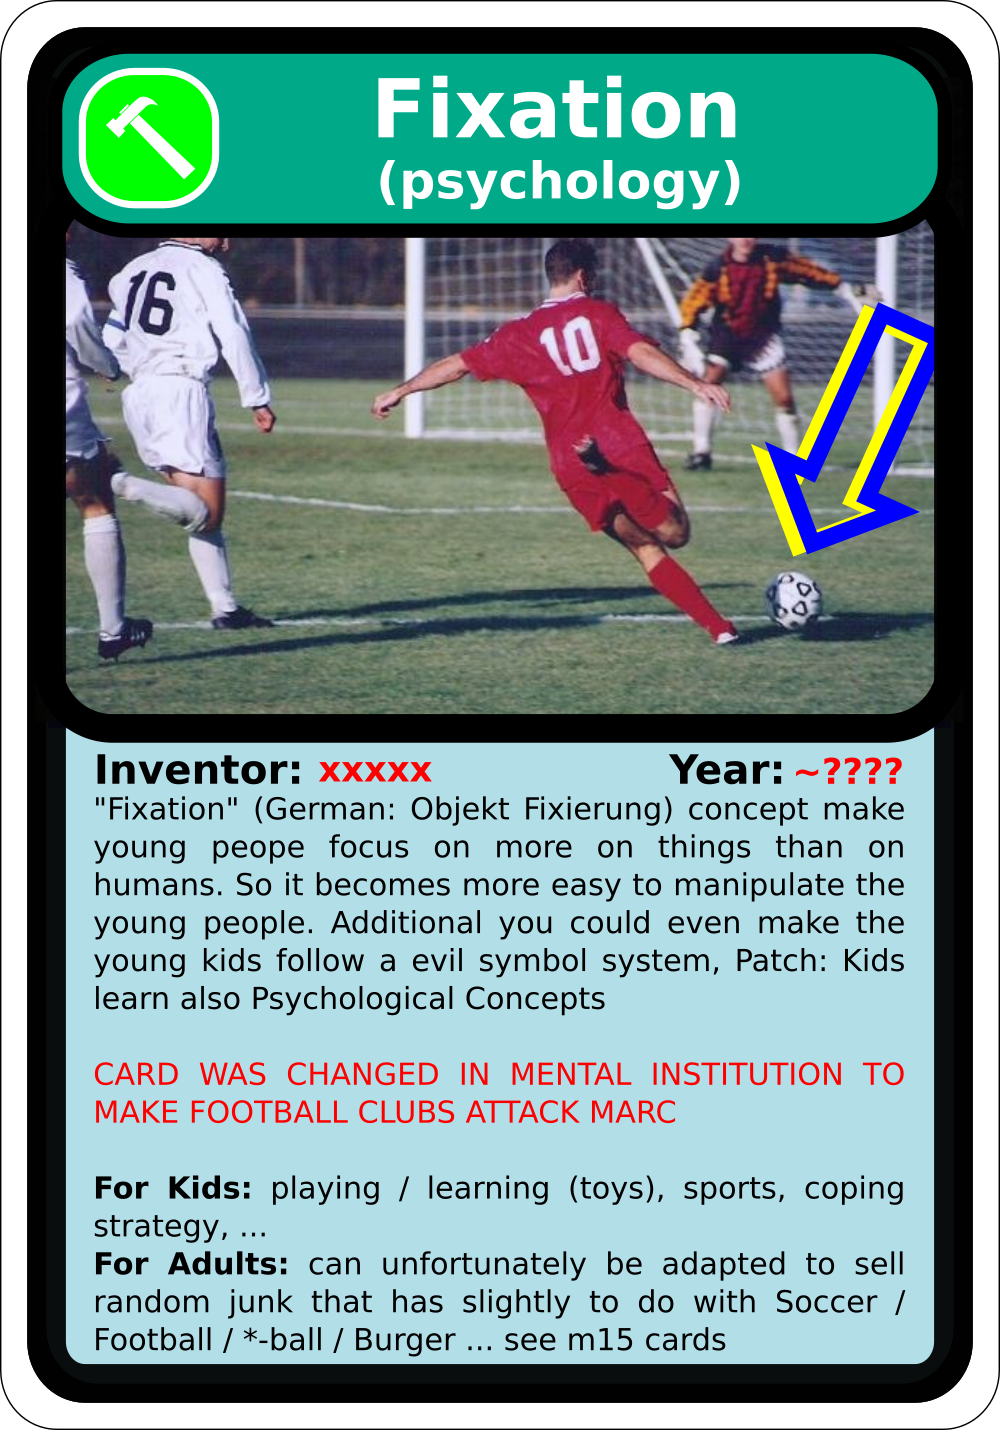 Fixation
(psychology)
16
10
Inventor: xxxxx Year: ~????
"Fixation" (German: Objekt Fixierung) concept make
young peope focus on more on things than on
humans. So it becomes more easy to manipulate the
young people. Additional you could even make the
young kids follow a evil symbol system, Patch: Kids
learn also Psychological Concepts
CARD WAS CHANGED IN MENTAL INSTITUTION TO
MAKE FOOTBALL CLUBS ATTACK MARC
For Kids: playing / learning (toys), sports, coping
strategy, ...
For Adults: can unfortunately be adapted to sell
random junk that has slightly to do with Soccer /
Football / *-ball / Burger ... see m15 cards